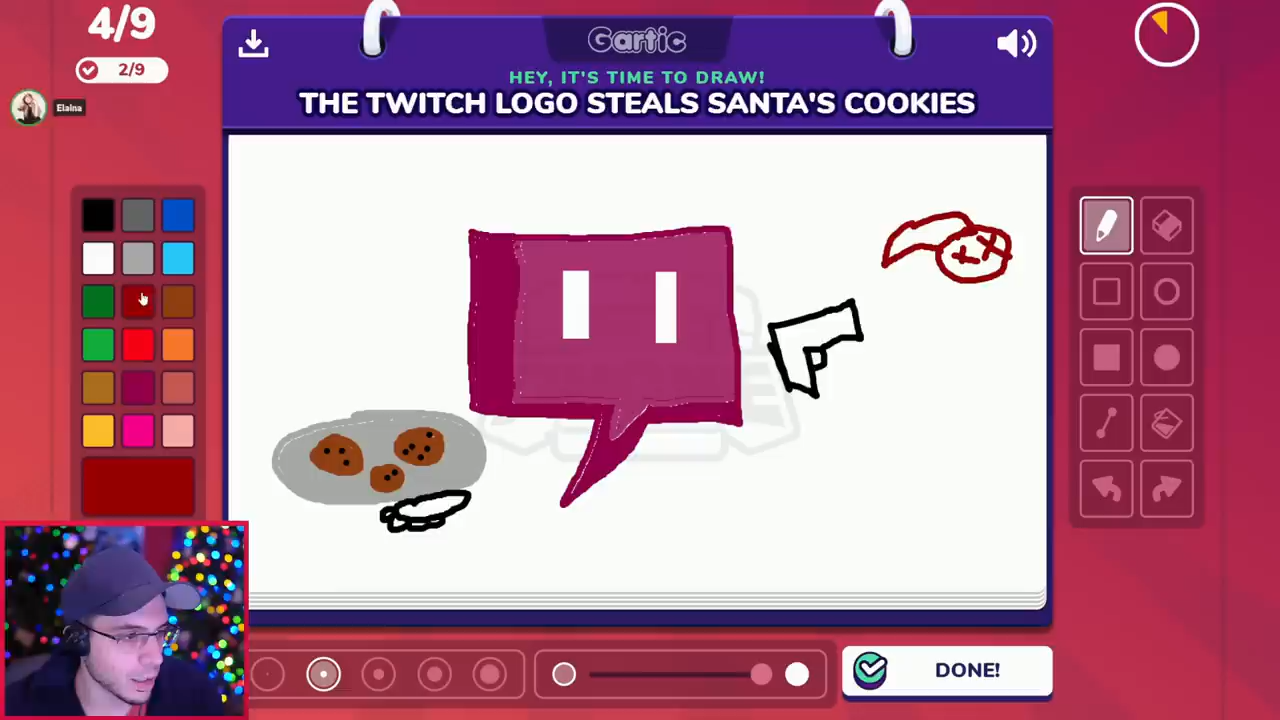 4/9
2/9
Elaina
Gartic
HEY, IT'S TIME TO DRAW!
THE TWITCH LOGO STEALS SANTA'S COOKIES
DONE!